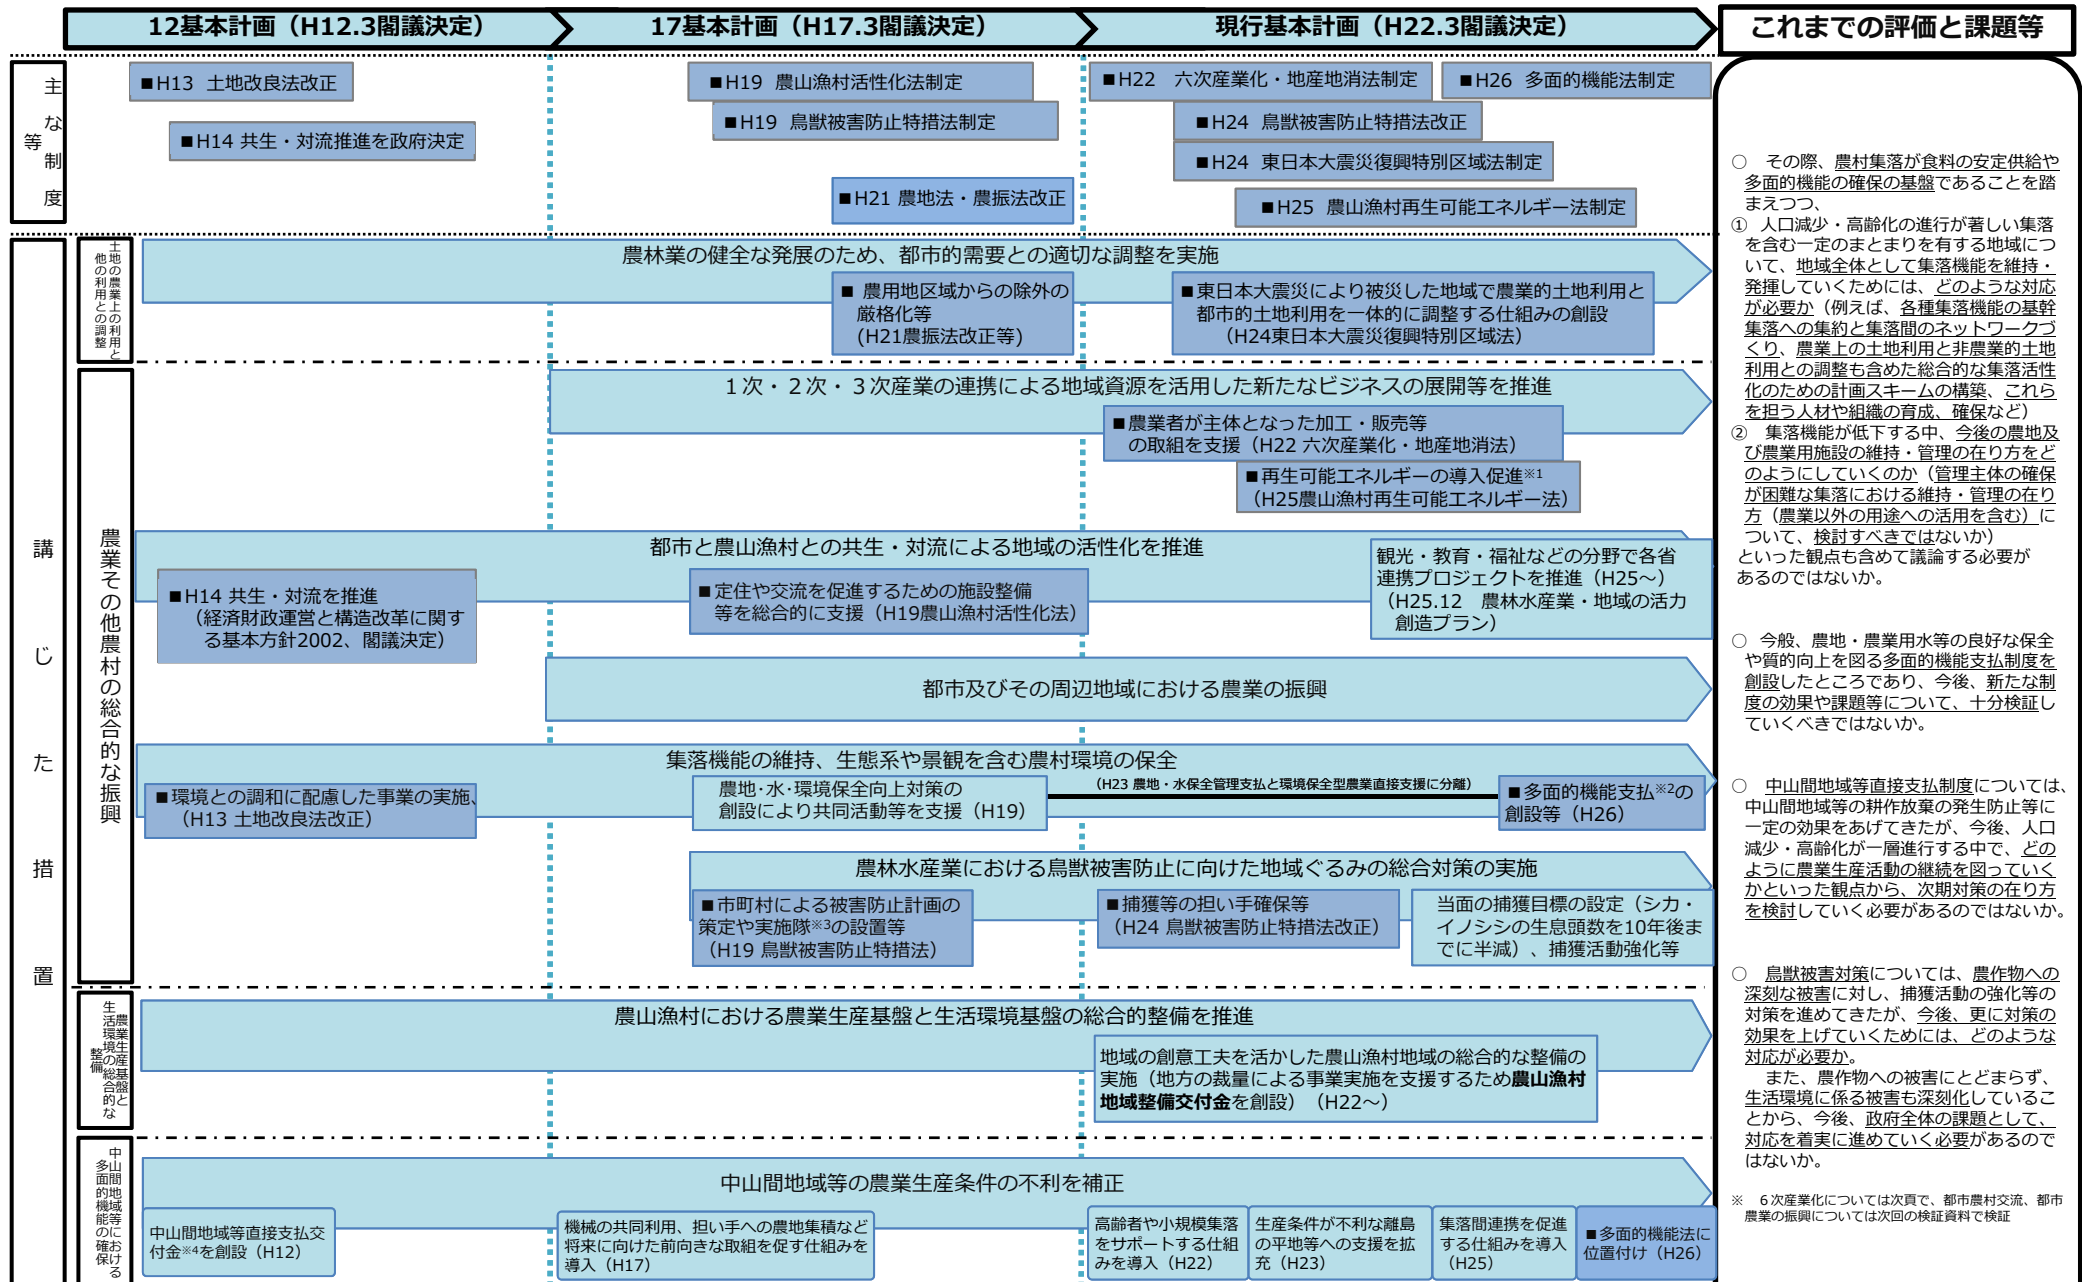 12基本計画（H12.3閣議決定）
17基本計画（H17.3閣議決定）
現行基本計画（H22.3閣議決定）
これまでの評価と課題等
主な制度等
■H13 土地改良法改正
■H14 共生・対流推進を政府決定
■H19 農山漁村活性化法制定
■H19 鳥獣被害防止特措法制定
■H21 農地法・農振法改正
■H22 六次産業化・地産地消法制定
■H26 多面的機能法制定
■H24 鳥獣被害防止特措法改正
■H24 東日本大震災復興特別区域法制定
■H25 農山漁村再生可能エネルギー法制定
講じた措置
土地の農業上の利用と
他の利用との調整
農林業の健全な発展のため、都市的需要との適切な調整を実施
■ 農用地区域からの除外の
厳格化等
(H21農振法改正等)
■東日本大震災により被災した地域で農業的土地利用と
都市的土地利用を一体的に調整する仕組みの創設
（H24東日本大震災復興特別区域法）
農業その他農村の総合的な振興
１次・２次・３次産業の連携による地域資源を活用した新たなビジネスの展開等を推進
■農業者が主体となった加工・販売等
の取組を支援（H22 六次産業化・地産地消法）
■再生可能エネルギーの導入促進※1
（H25農山漁村再生可能エネルギー法）
都市と農山漁村との共生・対流による地域の活性化を推進
■H14 共生・対流を推進
（経済財政運営と構造改革に関す
る基本方針2002、閣議決定）
■定住や交流を促進するための施設整備
等を総合的に支援（H19農山漁村活性化法）
観光・教育・福祉などの分野で各省
連携プロジェクトを推進（H25～）
（H25.12 農林水産業・地域の活力
創造プラン）
都市及びその周辺地域における農業の振興
集落機能の維持、生態系や景観を含む農村環境の保全
■環境との調和に配慮した事業の実施、
（H13 土地改良法改正）
農地･水･環境保全向上対策の
創設により共同活動等を支援（H19）
（H23 農地・水保全管理支払と環境保全型農業直接支援に分離）
■多面的機能支払※2の
創設等（H26）
農林水産業における鳥獣被害防止に向けた地域ぐるみの総合対策の実施
■市町村による被害防止計画の
策定や実施隊※3の設置等
（H19 鳥獣被害防止特措法）
■捕獲等の担い手確保等
（H24 鳥獣被害防止特措法改正）
当面の捕獲目標の設定（シカ・
イノシシの生息頭数を10年後ま
でに半減）、捕獲活動強化等
農業生産基盤と
生活環境の総合的な
整備
農山漁村における農業生産基盤と生活環境基盤の総合的整備を推進
地域の創意工夫を活かした農山漁村地域の総合的な整備の
実施（地方の裁量による事業実施を支援するため農山漁村
地域整備交付金を創設）（H22～）
中山間地域等における
多面的機能の確保
中山間地域等の農業生産条件の不利を補正
中山間地域等直接支払交
付金※4を創設（H12）
機械の共同利用、担い手への農地集積など
将来に向けた前向きな取組を促す仕組みを
導入（H17）
高齢者や小規模集落
をサポートする仕組
みを導入（H22）
生産条件が不利な離島
の平地等への支援を拡
充（H23）
集落間連携を促進
する仕組みを導入
（H25）
■多面的機能法に
位置付け（H26）
○ その際、農村集落が食料の安定供給や
多面的機能の確保の基盤であることを踏
まえつつ、
① 人口減少・高齢化の進行が著しい集落
を含む一定のまとまりを有する地域につ
いて、地域全体として集落機能を維持・
発揮していくためには、どのような対応
が必要か（例えば、各種集落機能の基幹
集落への集約と集落間のネットワークづ
くり、農業上の土地利用と非農業的土地
利用との調整も含めた総合的な集落活性
化のための計画スキームの構築、これら
を担う人材や組織の育成、確保など）
② 集落機能が低下する中、今後の農地及
び農業用施設の維持・管理の在り方をど
のようにしていくのか（管理主体の確保
が困難な集落における維持・管理の在り
方（農業以外の用途への活用を含む）に
ついて、検討すべきではないか）
といった観点も含めて議論する必要が
あるのではないか。
○ 今般、農地・農業用水等の良好な保全
や質的向上を図る多面的機能支払制度を
創設したところであり、今後、新たな制
度の効果や課題等について、十分検証し
ていくべきではないか。
○ 中山間地域等直接支払制度については、
中山間地域等の耕作放棄の発生防止等に
一定の効果をあげてきたが、今後、人口
減少・高齢化が一層進行する中で、どの
ように農業生産活動の継続を図っていく
かといった観点から、次期対策の在り方
を検討していく必要があるのではないか。
○ 鳥獣被害対策については、農作物への
深刻な被害に対し、捕獲活動の強化等の
対策を進めてきたが、今後、更に対策の
効果を上げていくためには、どのような
対応が必要か。
また、農作物への被害にとどまらず、
生活環境に係る被害も深刻化しているこ
とから、今後、政府全体の課題として、
対応を着実に進めていく必要があるので
はないか。
※ ６次産業化については次頁で、都市農村交流、都市
農業の振興については次回の検証資料で検証